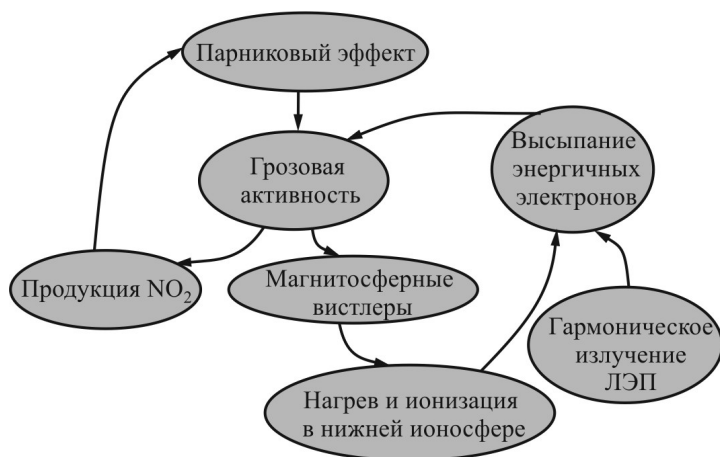 Парниковый эффект
Грозовая
активность
Высыпание
энергичных
электронов
Продукция NO₂
Магнитосферные
вистлеры
Гармоническое
излучение
ЛЭП
Нагрев и ионизация
в нижней ионосфере